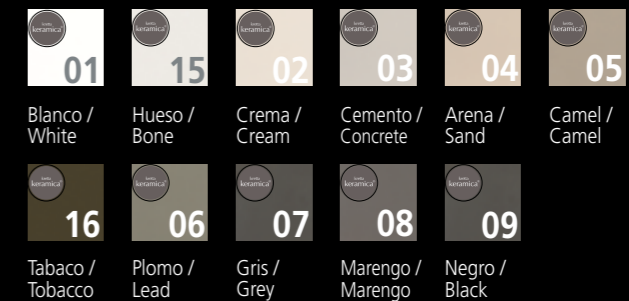 keramica
01
keramica
15
keramica
02
keramica
03
keramica
04
keramica
05
Blanco /
White
Hueso /
Bone
Crema /
Cream
Cemento /
Concrete
Arena /
Sand
Camel /
Camel
keramica
16
keramica
06
keramica
07
keramica
08
keramica
09
Tabaco /
Tobacco
Plomo /
Lead
Gris /
Grey
Marengo /
Marengo
Negro /
Black